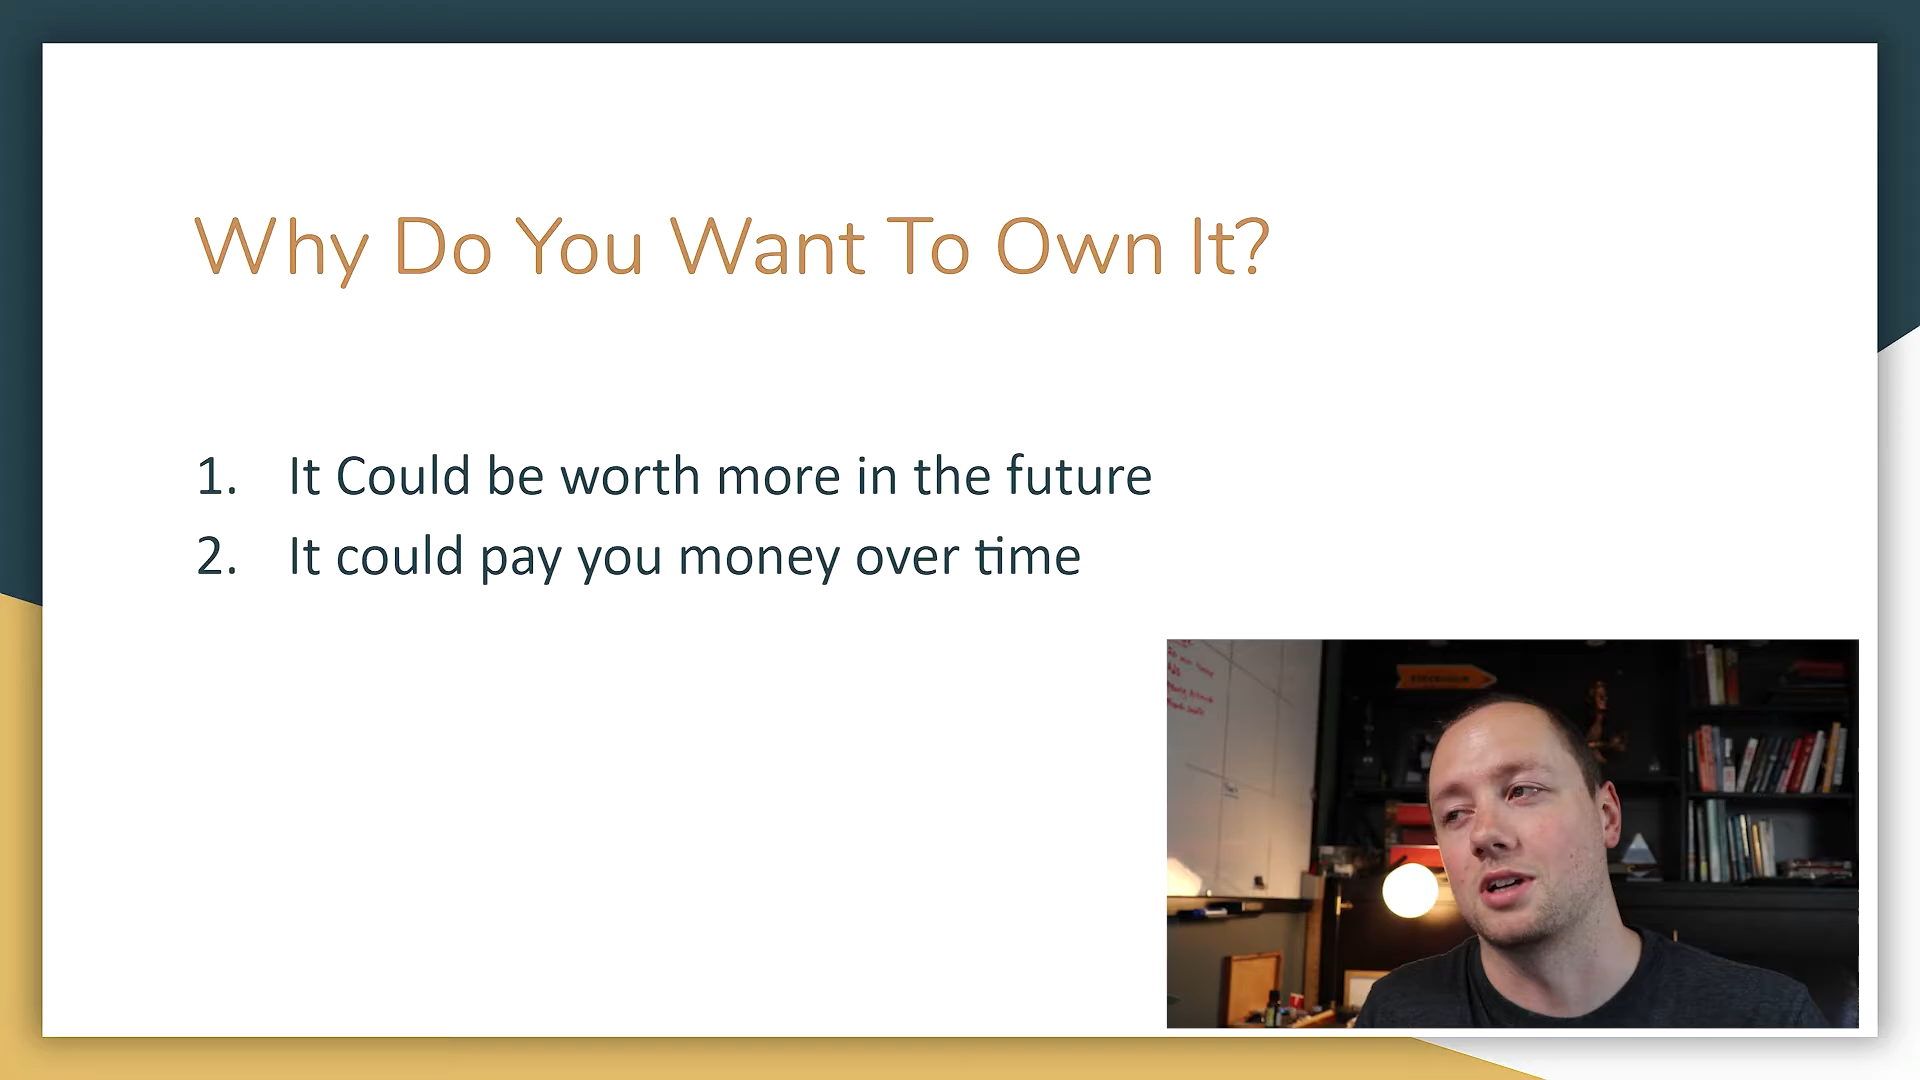 Why Do You Want To Own It?
1. It Could be worth more in the future
2. It could pay you money over time